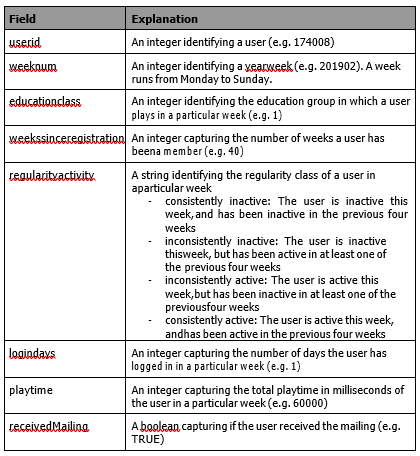 Field Explanation
userid An integer identifying a user (e.g. 174008)
weeknum An integer identifying a yearweek (e.g. 201902). A week
runs from Monday to Sunday.
educationclass An integer identifying the education group in which a user
plays in a particular week (e.g. 1)
weekssinceregistration An integer capturing the number of weeks a user has
beena member (e.g. 40)
regularityactivity A string identifying the regularity class of a user in
aparticular week
- consistently inactive: The user is inactive this
week,and has been inactive in the previous four
weeks
- inconsistently inactive: The user is inactive
thisweek, but has been active in at least one of
the previous four weeks
- inconsistently active: The user is active this
week,but has been inactive in at least one of the
previousfour weeks
- consistently active: The user is active this week,
andhas been active in the previous four weeks
logindays An integer capturing the number of days the user has
logged in in a particular week (e.g. 1)
playtime An integer capturing the total playtime in milliseconds of
the user in a particular week (e.g. 60000)
receivedMailing A boolean capturing if the user received the mailing (e.g.
TRUE)